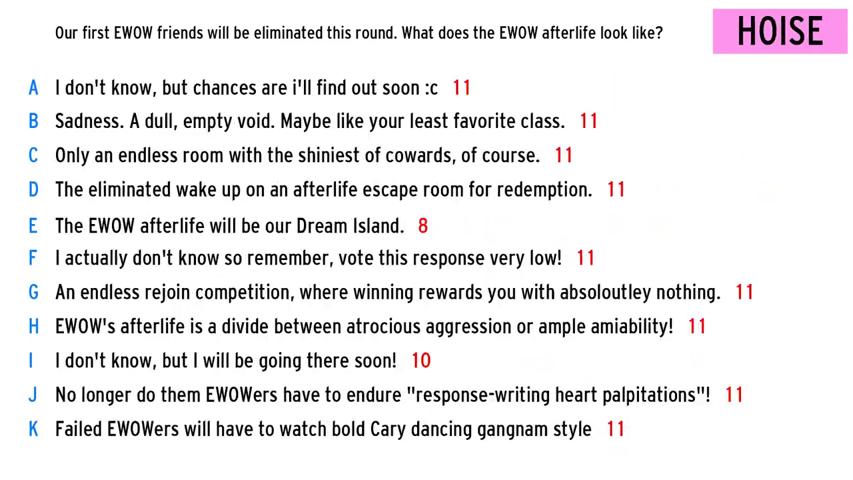 Our first EWOW friends will be eliminated this round. What does the EWOW afterlife look like?
HOISE
A I don't know, but chances are i'll find out soon :c 11
B Sadness. A dull, empty void. Maybe like your least favorite class. 11
C Only an endless room with the shiniest of cowards, of course. 11
D The eliminated wake up on an afterlife escape room for redemption. 11
E The EWOW afterlife will be our Dream Island. 8
F I actually don't know so remember, vote this response very low! 11
G An endless rejoin competition, where winning rewards you with absoloutley nothing. 11
H EWOW's afterlife is a divide between atrocious aggression or ample amiability! 11
I I don't know, but I will be going there soon! 10
J No longer do them EWOWers have to endure "response-writing heart palpitations"! 11
K Failed EWOWers will have to watch bold Cary dancing gangnam style 11